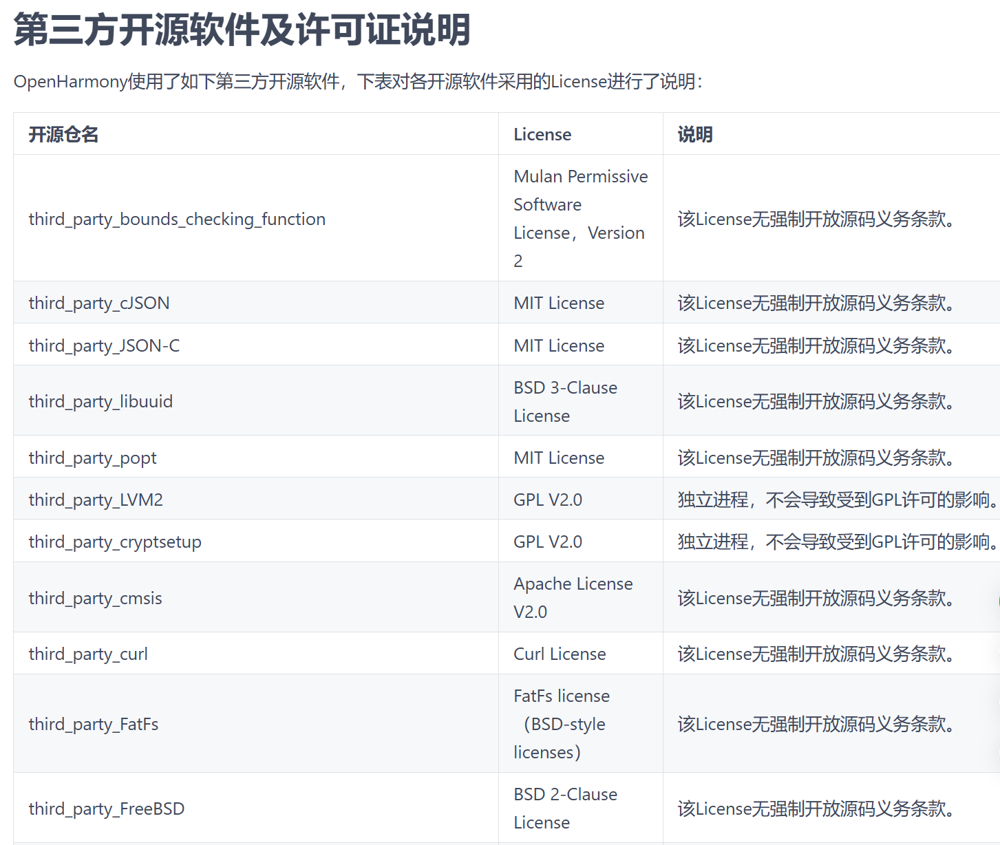 第三方开源软件及许可证说明
OpenHarmony使用了如下第三方开源软件，下表对各开源软件采用的License进行了说明：
开源仓名 License 说明
third_party_bounds_checking_function Mulan Permissive Software License，Version 2 该License无强制开放源码义务条款。
third_party_cJSON MIT License 该License无强制开放源码义务条款。
third_party_JSON-C MIT License 该License无强制开放源码义务条款。
third_party_libuuid BSD 3-Clause License 该License无强制开放源码义务条款。
third_party_popt MIT License 该License无强制开放源码义务条款。
third_party_LVM2 GPL V2.0 独立进程，不会导致受到GPL许可的影响。
third_party_cryptsetup GPL V2.0 独立进程，不会导致受到GPL许可的影响。
third_party_cmsis Apache License V2.0 该License无强制开放源码义务条款。
third_party_curl Curl License 该License无强制开放源码义务条款。
third_party_FatFs FatFs license （BSD-style licenses） 该License无强制开放源码义务条款。
third_party_FreeBSD BSD 2-Clause License 该License无强制开放源码义务条款。